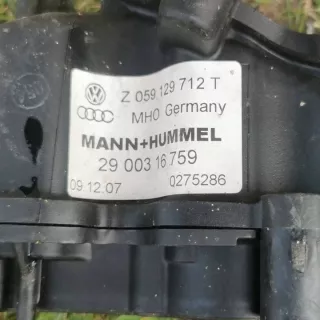 Z 059 129 712 T
MHO Germany
MANN+HUMMEL
29 003 16 759
09.12.07 0275286